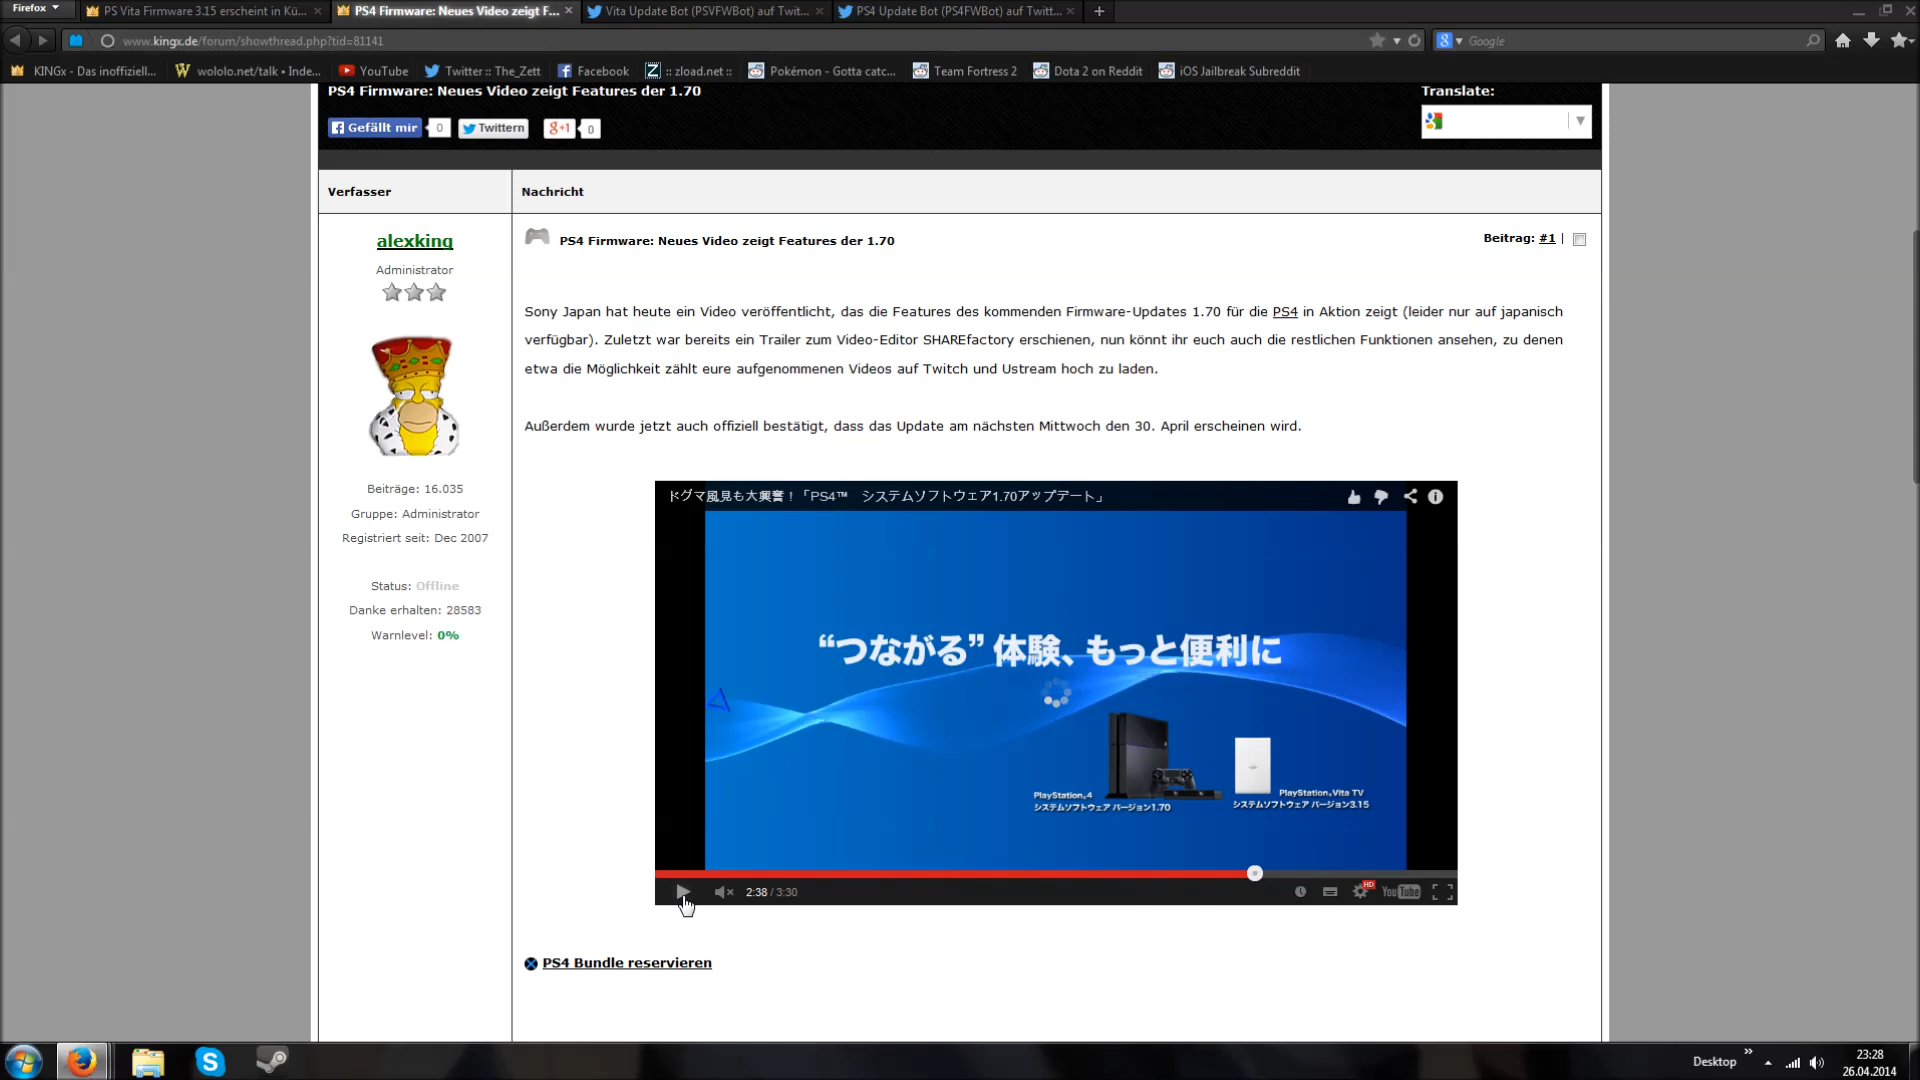 Firefox
PS Vita Firmware 3.15 erscheint in Kü...
PS4 Firmware: Neues Video zeigt F...
Vita Update Bot (PSVFWBot) auf Twit...
PS4 Update Bot (PS4FWBot) auf Twitt...
www.kingx.de/forum/showthread.php?tid=81141
Google
KINGx - Das inoffiziell...
wololo.net/talk • Inde...
YouTube
Twitter :: The_Zett
Facebook
:: zload.net ::
Pokémon - Gotta catc...
Team Fortress 2
Dota 2 on Reddit
iOS Jailbreak Subreddit
PS4 Firmware: Neues Video zeigt Features der 1.70
Translate:
Gefällt mir 0
Twittern
g+1 0
Verfasser
Nachricht
alexking
Administrator
Beiträge: 16.035
Gruppe: Administrator
Registriert seit: Dec 2007
Status: Offline
Danke erhalten: 28583
Warnlevel: 0%
PS4 Firmware: Neues Video zeigt Features der 1.70
Beitrag: #1 |
Sony Japan hat heute ein Video veröffentlicht, das die Features des kommenden Firmware-Updates 1.70 für die PS4 in Aktion zeigt (leider nur auf japanisch
verfügbar). Zuletzt war bereits ein Trailer zum Video-Editor SHAREfactory erschienen, nun könnt ihr euch auch die restlichen Funktionen ansehen, zu denen
etwa die Möglichkeit zählt eure aufgenommenen Videos auf Twitch und Ustream hoch zu laden.
Außerdem wurde jetzt auch offiziell bestätigt, dass das Update am nächsten Mittwoch den 30. April erscheinen wird.
ドグマ風見も大興奮！「PS4™ システムソフトウェア1.70アップデート」
“つながる” 体験、もっと便利に
PlayStation®4
システムソフトウェア バージョン1.70
PlayStation®Vita TV
システムソフトウェア バージョン3.15
2:38 / 3:30
HD
YouTube
PS4 Bundle reservieren
Desktop
23:28
26.04.2014